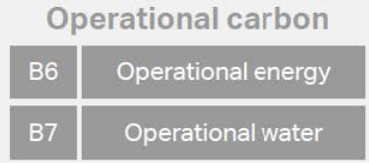 Operational carbon
B6 Operational energy
B7 Operational water